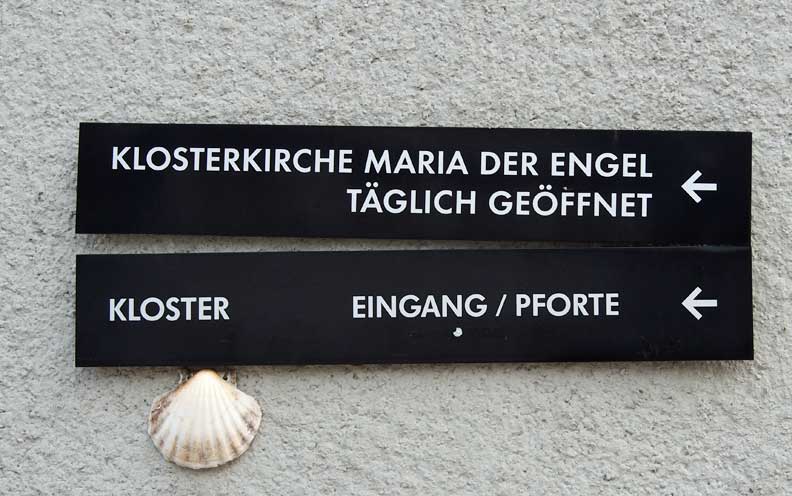 KLOSTERKIRCHE MARIA DER ENGEL
TÄGLICH GEÖFFNET
KLOSTER EINGANG / PFORTE